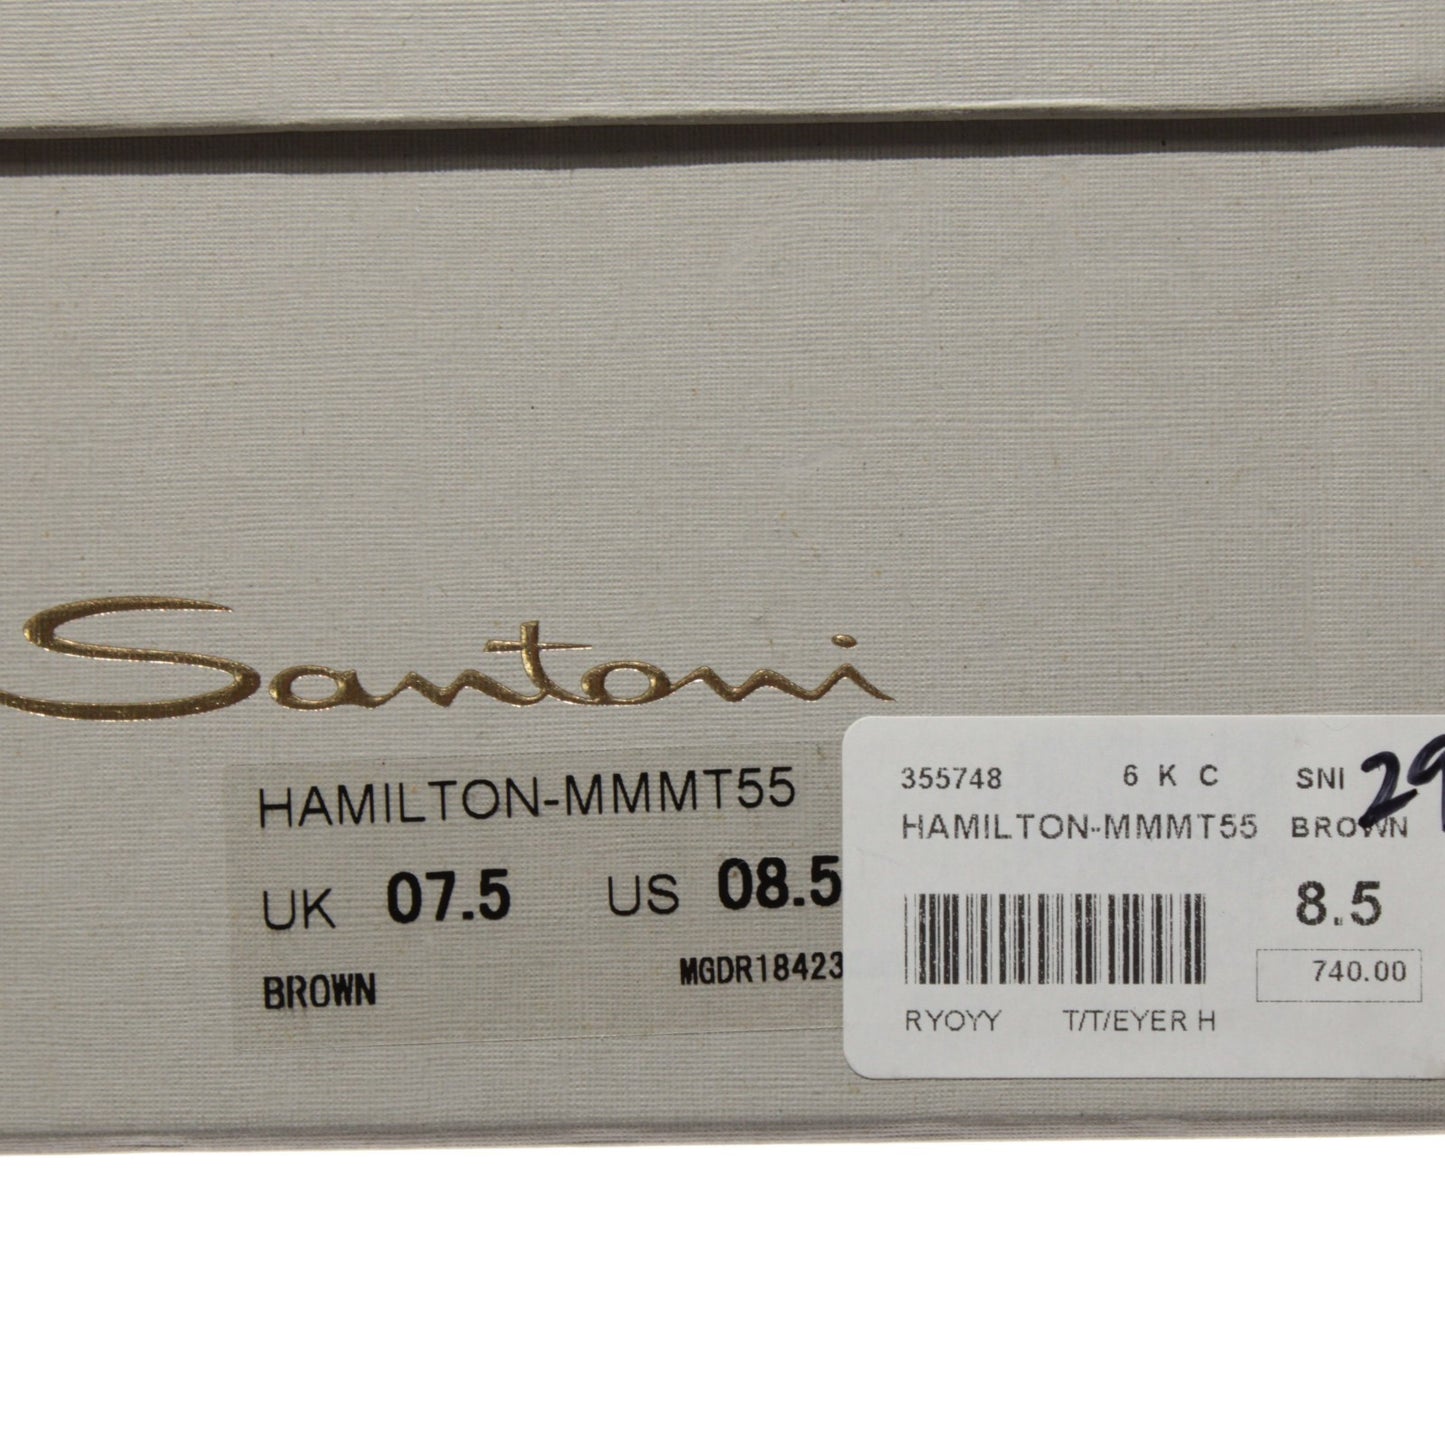 Santoni
HAMILTON-MMMT55
UK 07.5 US 08.5
BROWN MGDR18423
355748 6 K C SNI 29
HAMILTON-MMMT55 BROWN
8.5
740.00
RYOYY T/T/EYER H